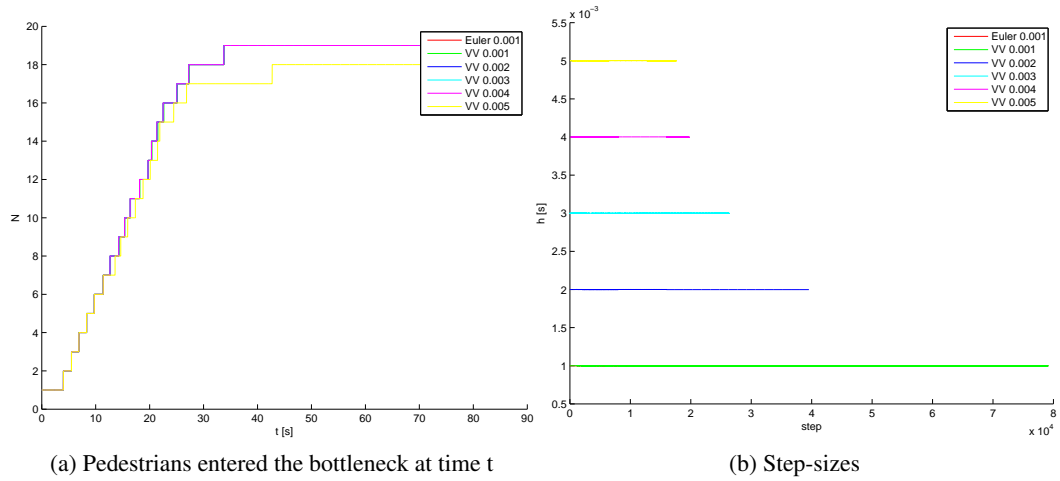 20
18
16
14
12
10
8
6
4
2
0
N
0 10 20 30 40 50 60 70 80 90
t [s]
Euler 0.001
VV 0.001
VV 0.002
VV 0.003
VV 0.004
VV 0.005
(a) Pedestrians entered the bottleneck at time t
x 10⁻³
5.5
5
4.5
4
3.5
3
2.5
2
1.5
1
0.5
h [s]
0 1 2 3 4 5 6 7 8
step
x 10⁴
Euler 0.001
VV 0.001
VV 0.002
VV 0.003
VV 0.004
VV 0.005
(b) Step-sizes